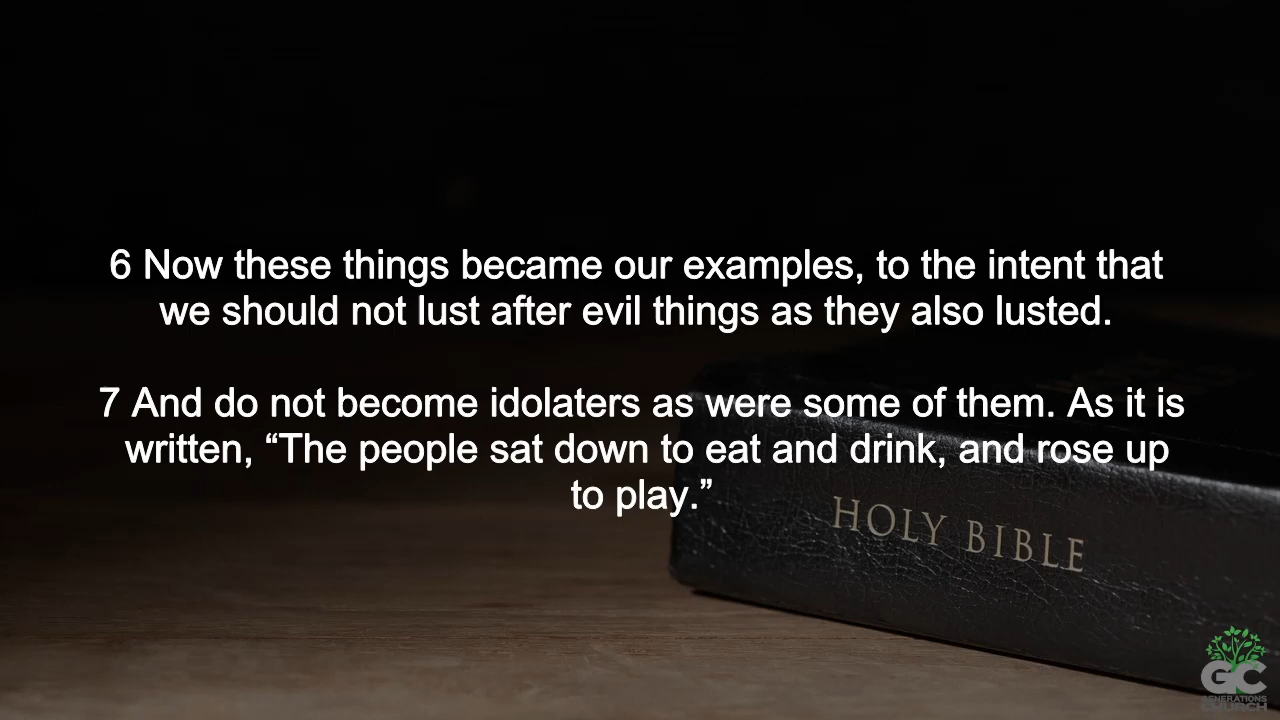 6 Now these things became our examples, to the intent that
we should not lust after evil things as they also lusted.
7 And do not become idolaters as were some of them. As it is
written, “The people sat down to eat and drink, and rose up
to play.”
HOLY BIBLE
GC
GENERATIONS
CHURCH